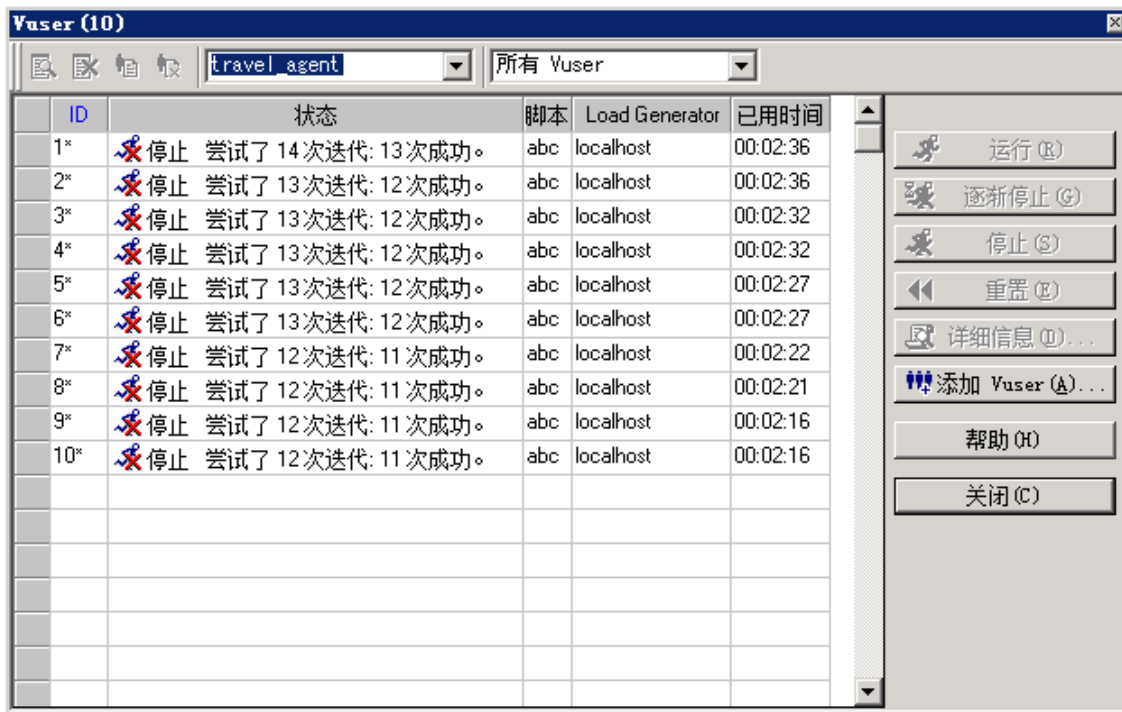 Vuser (10)
travel_agent 所有 Vuser
ID 状态 脚本 Load Generator 已用时间
1* 停止 尝试了 14 次迭代: 13 次成功。 abc localhost 00:02:36
2* 停止 尝试了 13 次迭代: 12 次成功。 abc localhost 00:02:36
3* 停止 尝试了 13 次迭代: 12 次成功。 abc localhost 00:02:32
4* 停止 尝试了 13 次迭代: 12 次成功。 abc localhost 00:02:32
5* 停止 尝试了 13 次迭代: 12 次成功。 abc localhost 00:02:27
6* 停止 尝试了 13 次迭代: 12 次成功。 abc localhost 00:02:27
7* 停止 尝试了 12 次迭代: 11 次成功。 abc localhost 00:02:22
8* 停止 尝试了 12 次迭代: 11 次成功。 abc localhost 00:02:21
9* 停止 尝试了 12 次迭代: 11 次成功。 abc localhost 00:02:16
10* 停止 尝试了 12 次迭代: 11 次成功。 abc localhost 00:02:16
运行(R)
逐渐停止(G)
停止(S)
重置(E)
详细信息(D)...
添加 Vuser(A)...
帮助(H)
关闭(C)